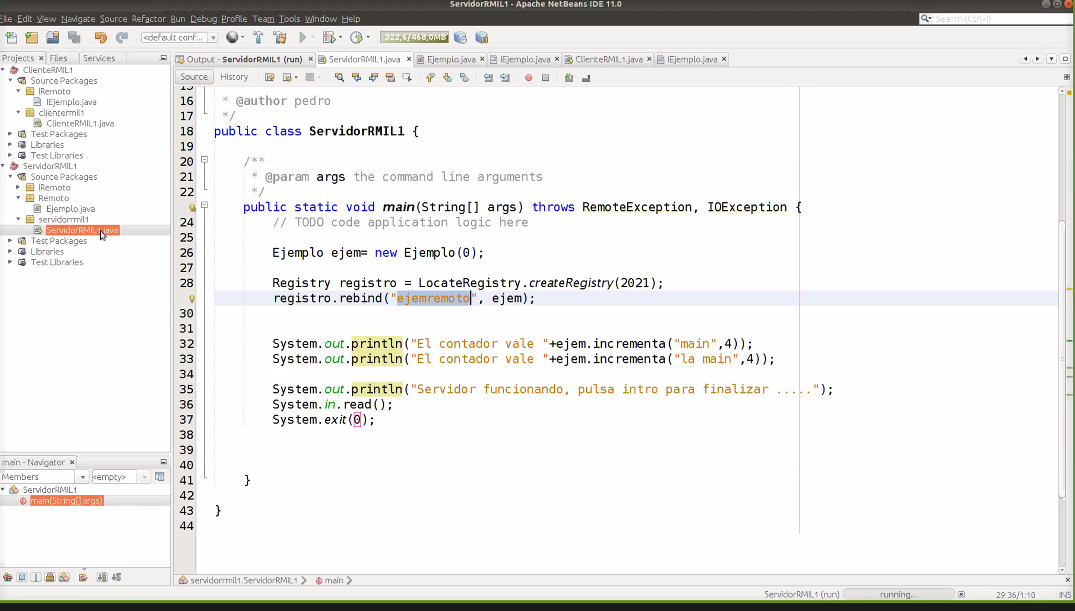 ServidorRMIL1 - Apache NetBeans IDE 11.0
File Edit View Navigate Source Refactor Run Debug Profile Team Tools Window Help
Search (Ctrl+I)
<default conf...
322,6/468,0MB
Projects × Files Services
Output - ServidorRMIL1 (run) × ServidorRMIL1.java × Ejemplo.java × IEjemplo.java × ClienteRMIL1.java × IEjemplo.java ×
Source History
ClienteRMIL1
Source Packages
IRemoto
IEjemplo.java
clientermil1
ClienteRMIL1.java
Test Packages
Libraries
Test Libraries
ServidorRMIL1
Source Packages
IRemoto
Remoto
Ejemplo.java
servidorrmil1
ServidorRMIL1.java
Test Packages
Libraries
Test Libraries
15
16 * @author pedro
17 */
18 public class ServidorRMIL1 {
19
20 /**
21 * @param args the command line arguments
22 */
public static void main(String[] args) throws RemoteException, IOException {
24 // TODO code application logic here
25
26 Ejemplo ejem= new Ejemplo(0);
27
28 Registry registro = LocateRegistry.createRegistry(2021);
registro.rebind("ejemremoto", ejem);
30
31
32 System.out.println("El contador vale "+ejem.incrementa("main",4));
33 System.out.println("El contador vale "+ejem.incrementa("la main",4));
34
35 System.out.println("Servidor funcionando, pulsa intro para finalizar .....");
36 System.in.read();
37 System.exit(0);
38
39
40
41 }
42
43 }
44
main - Navigator ×
Members <empty>
ServidorRMIL1
main(String[] args)
servidorrmil1.ServidorRMIL1 main
ServidorRMIL1 (run) running... 29:36/1:10 INS